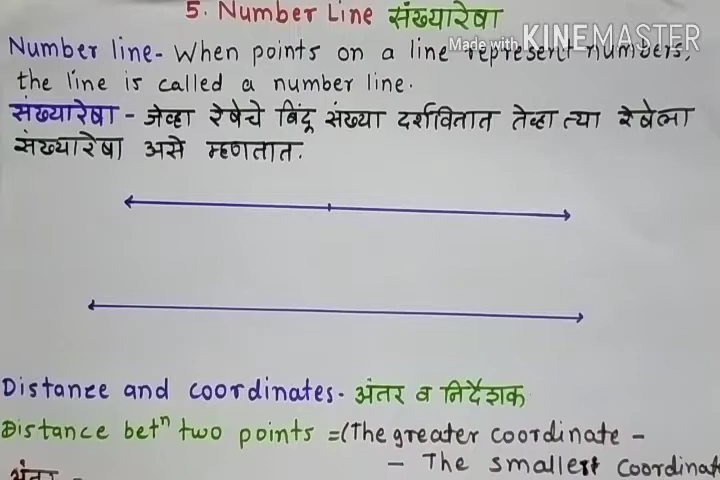 5. Number Line संख्यारेषा
Made with KINEMASTER
Number line - When points on a line represent numbers,
the line is called a number line.
संख्यारेषा - जेव्हा रेषेचे बिंदू संख्या दर्शवितात तेव्हा त्या रेषेला
संख्यारेषा असे म्हणतात.
Distance and coordinates - अंतर व निर्देशक
Distance betⁿ two points = (The greater coordinate -
- The smallest coordinat
अंतर -